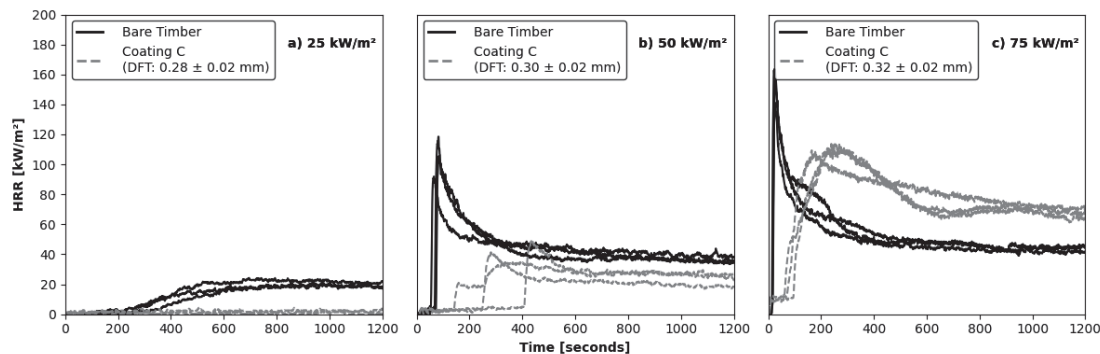 200
180
160
140
120
100
80
60
40
20
0
HRR [kW/m²]
Bare Timber
Coating C
(DFT: 0.28 ± 0.02 mm)
a) 25 kW/m²
0 200 400 600 800 1000 1200
Bare Timber
Coating C
(DFT: 0.30 ± 0.02 mm)
b) 50 kW/m²
0 200 400 600 800 1000 1200
Bare Timber
Coating C
(DFT: 0.32 ± 0.02 mm)
c) 75 kW/m²
0 200 400 600 800 1000 1200
Time [seconds]